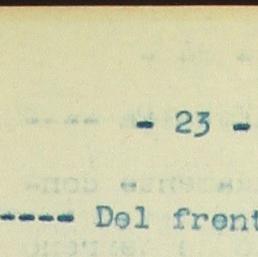 - 23 -
---- Del front